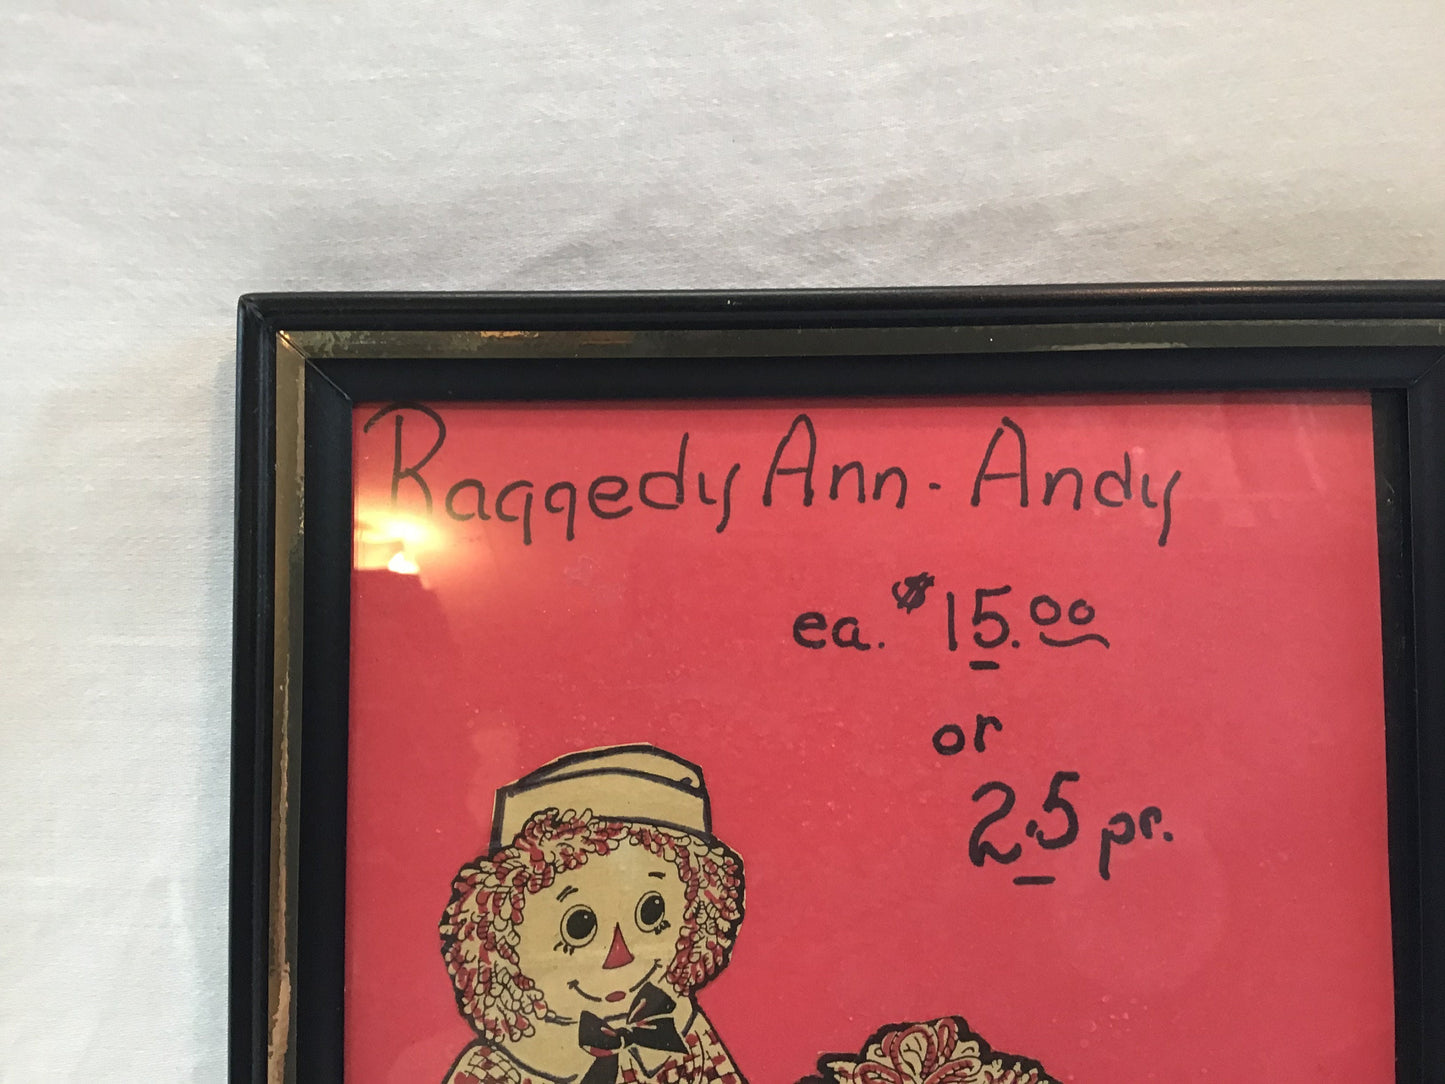 Raggedy Ann - Andy
ea. $15.00
or
25 pr.